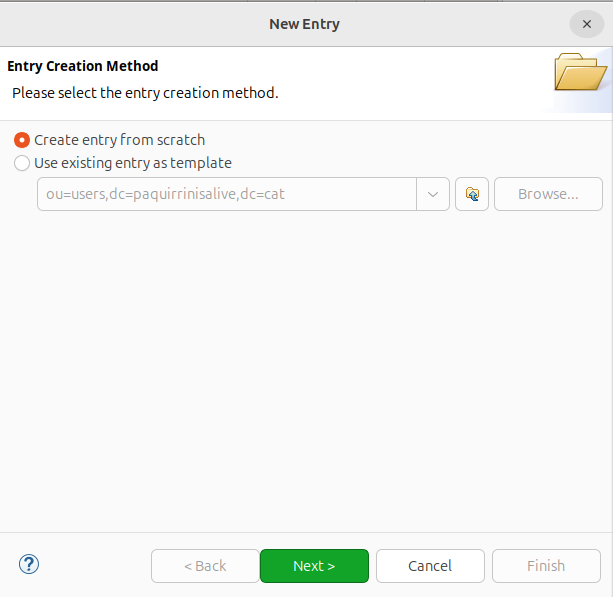 New Entry
Entry Creation Method
Please select the entry creation method.
Create entry from scratch
Use existing entry as template
ou=users,dc=paquirrinisalive,dc=cat
Browse...
< Back
Next >
Cancel
Finish